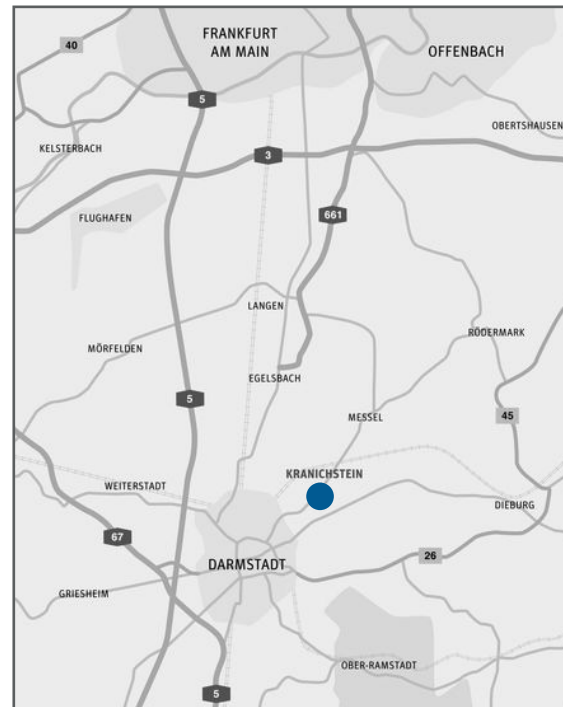 FRANKFURT
AM MAIN
OFFENBACH
40
5
OBERTSHAUSEN
KELSTERBACH
3
FLUGHAFEN
661
LANGEN
RÖDERMARK
MÖRFELDEN
EGELSBACH
5
45
MESSEL
KRANICHSTEIN
WEITERSTADT
DIEBURG
67
26
DARMSTADT
GRIESHEIM
OBER-RAMSTADT
5